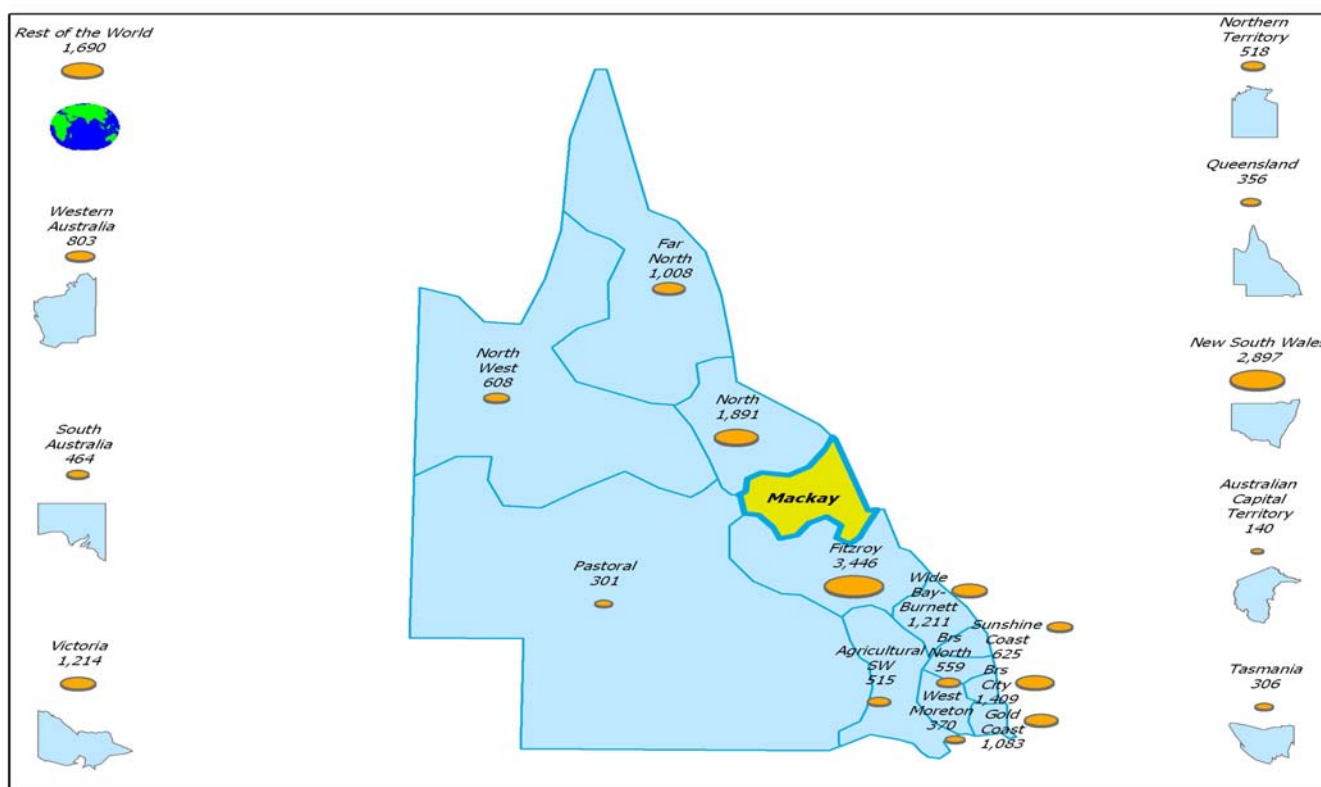 Rest of the World
1,690
Western
Australia
803
South
Australia
464
Victoria
1,214
Far
North
1,008
North
West
608
North
1,891
Mackay
Fitzroy
3,446
Pastoral
301
Wide
Bay-
Burnett
1,211
Sunshine
Coast
625
Brs
North
559
Agricultural
SW
515
Brs
City
1,409
West
Moreton
370
Gold
Coast
1,083
Northern
Territory
518
Queensland
356
New South Wales
2,897
Australian
Capital
Territory
140
Tasmania
306